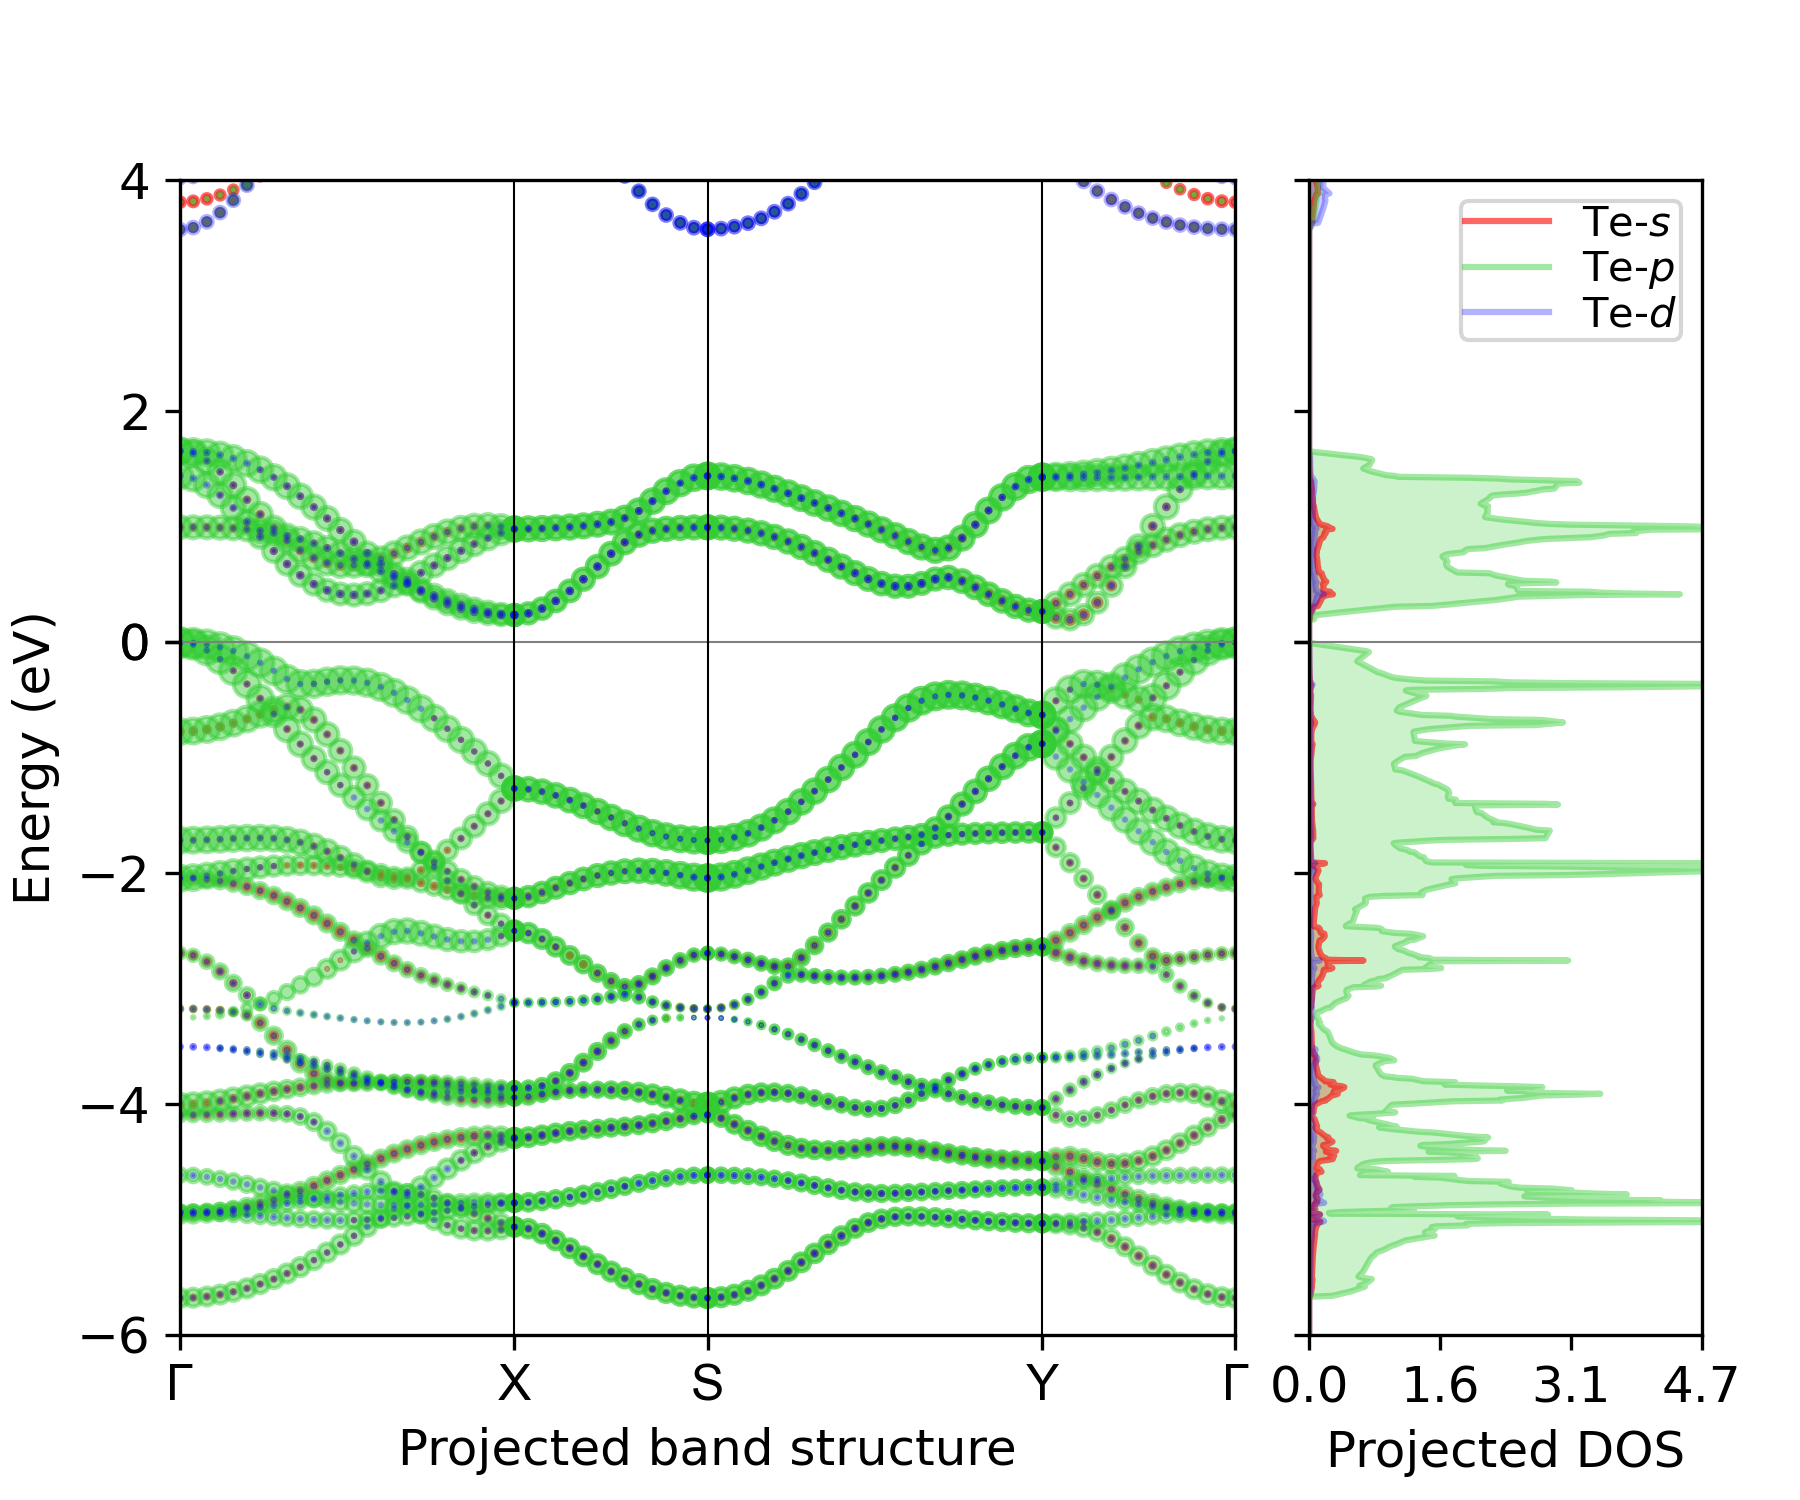 4
2
0
−2
−4
−6
Energy (eV)
Γ X S Y Γ
Projected band structure
Te-s
Te-p
Te-d
0.0 1.6 3.1 4.7
Projected DOS